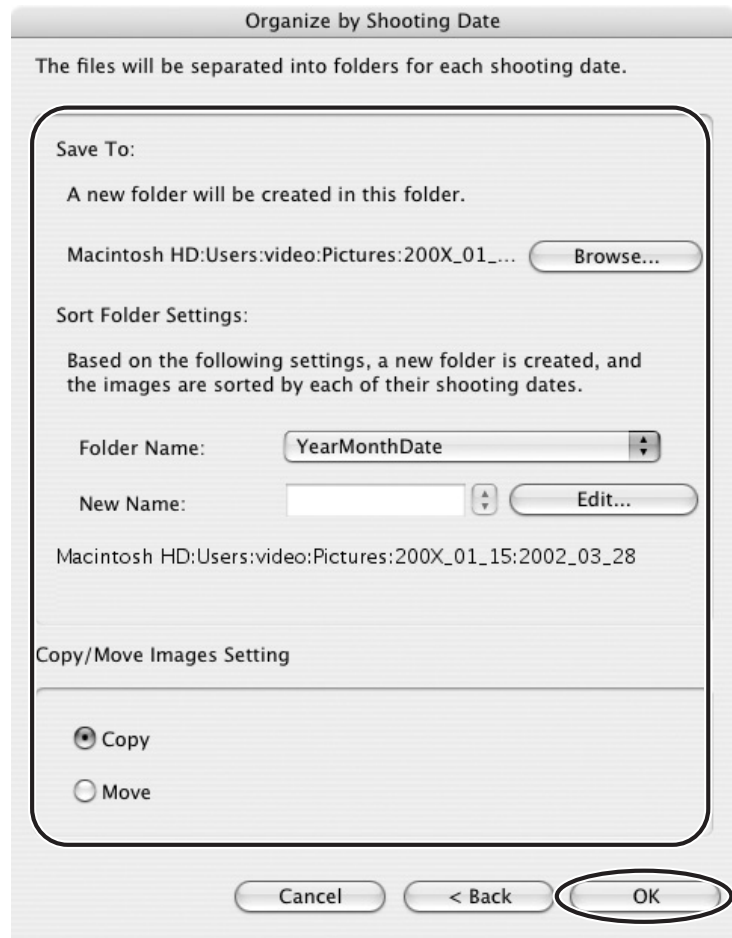 Organize by Shooting Date
The files will be separated into folders for each shooting date.
Save To:
A new folder will be created in this folder.
Macintosh HD:Users:video:Pictures:200X_01_... Browse...
Sort Folder Settings:
Based on the following settings, a new folder is created, and
the images are sorted by each of their shooting dates.
Folder Name: YearMonthDate
New Name: Edit...
Macintosh HD:Users:video:Pictures:200X_01_15:2002_03_28
Copy/Move Images Setting
Copy
Move
Cancel < Back OK